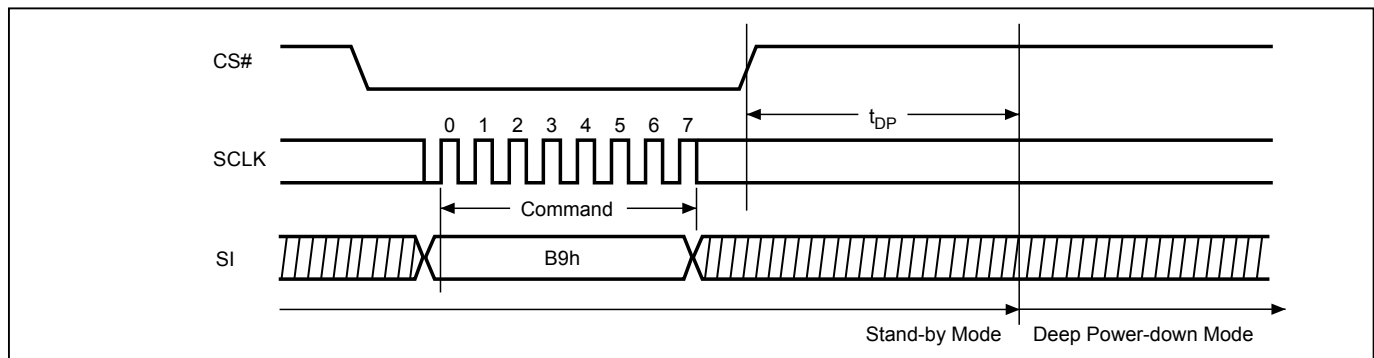 CS#
t_DP
0 1 2 3 4 5 6 7
SCLK
Command
SI
B9h
Stand-by Mode Deep Power-down Mode